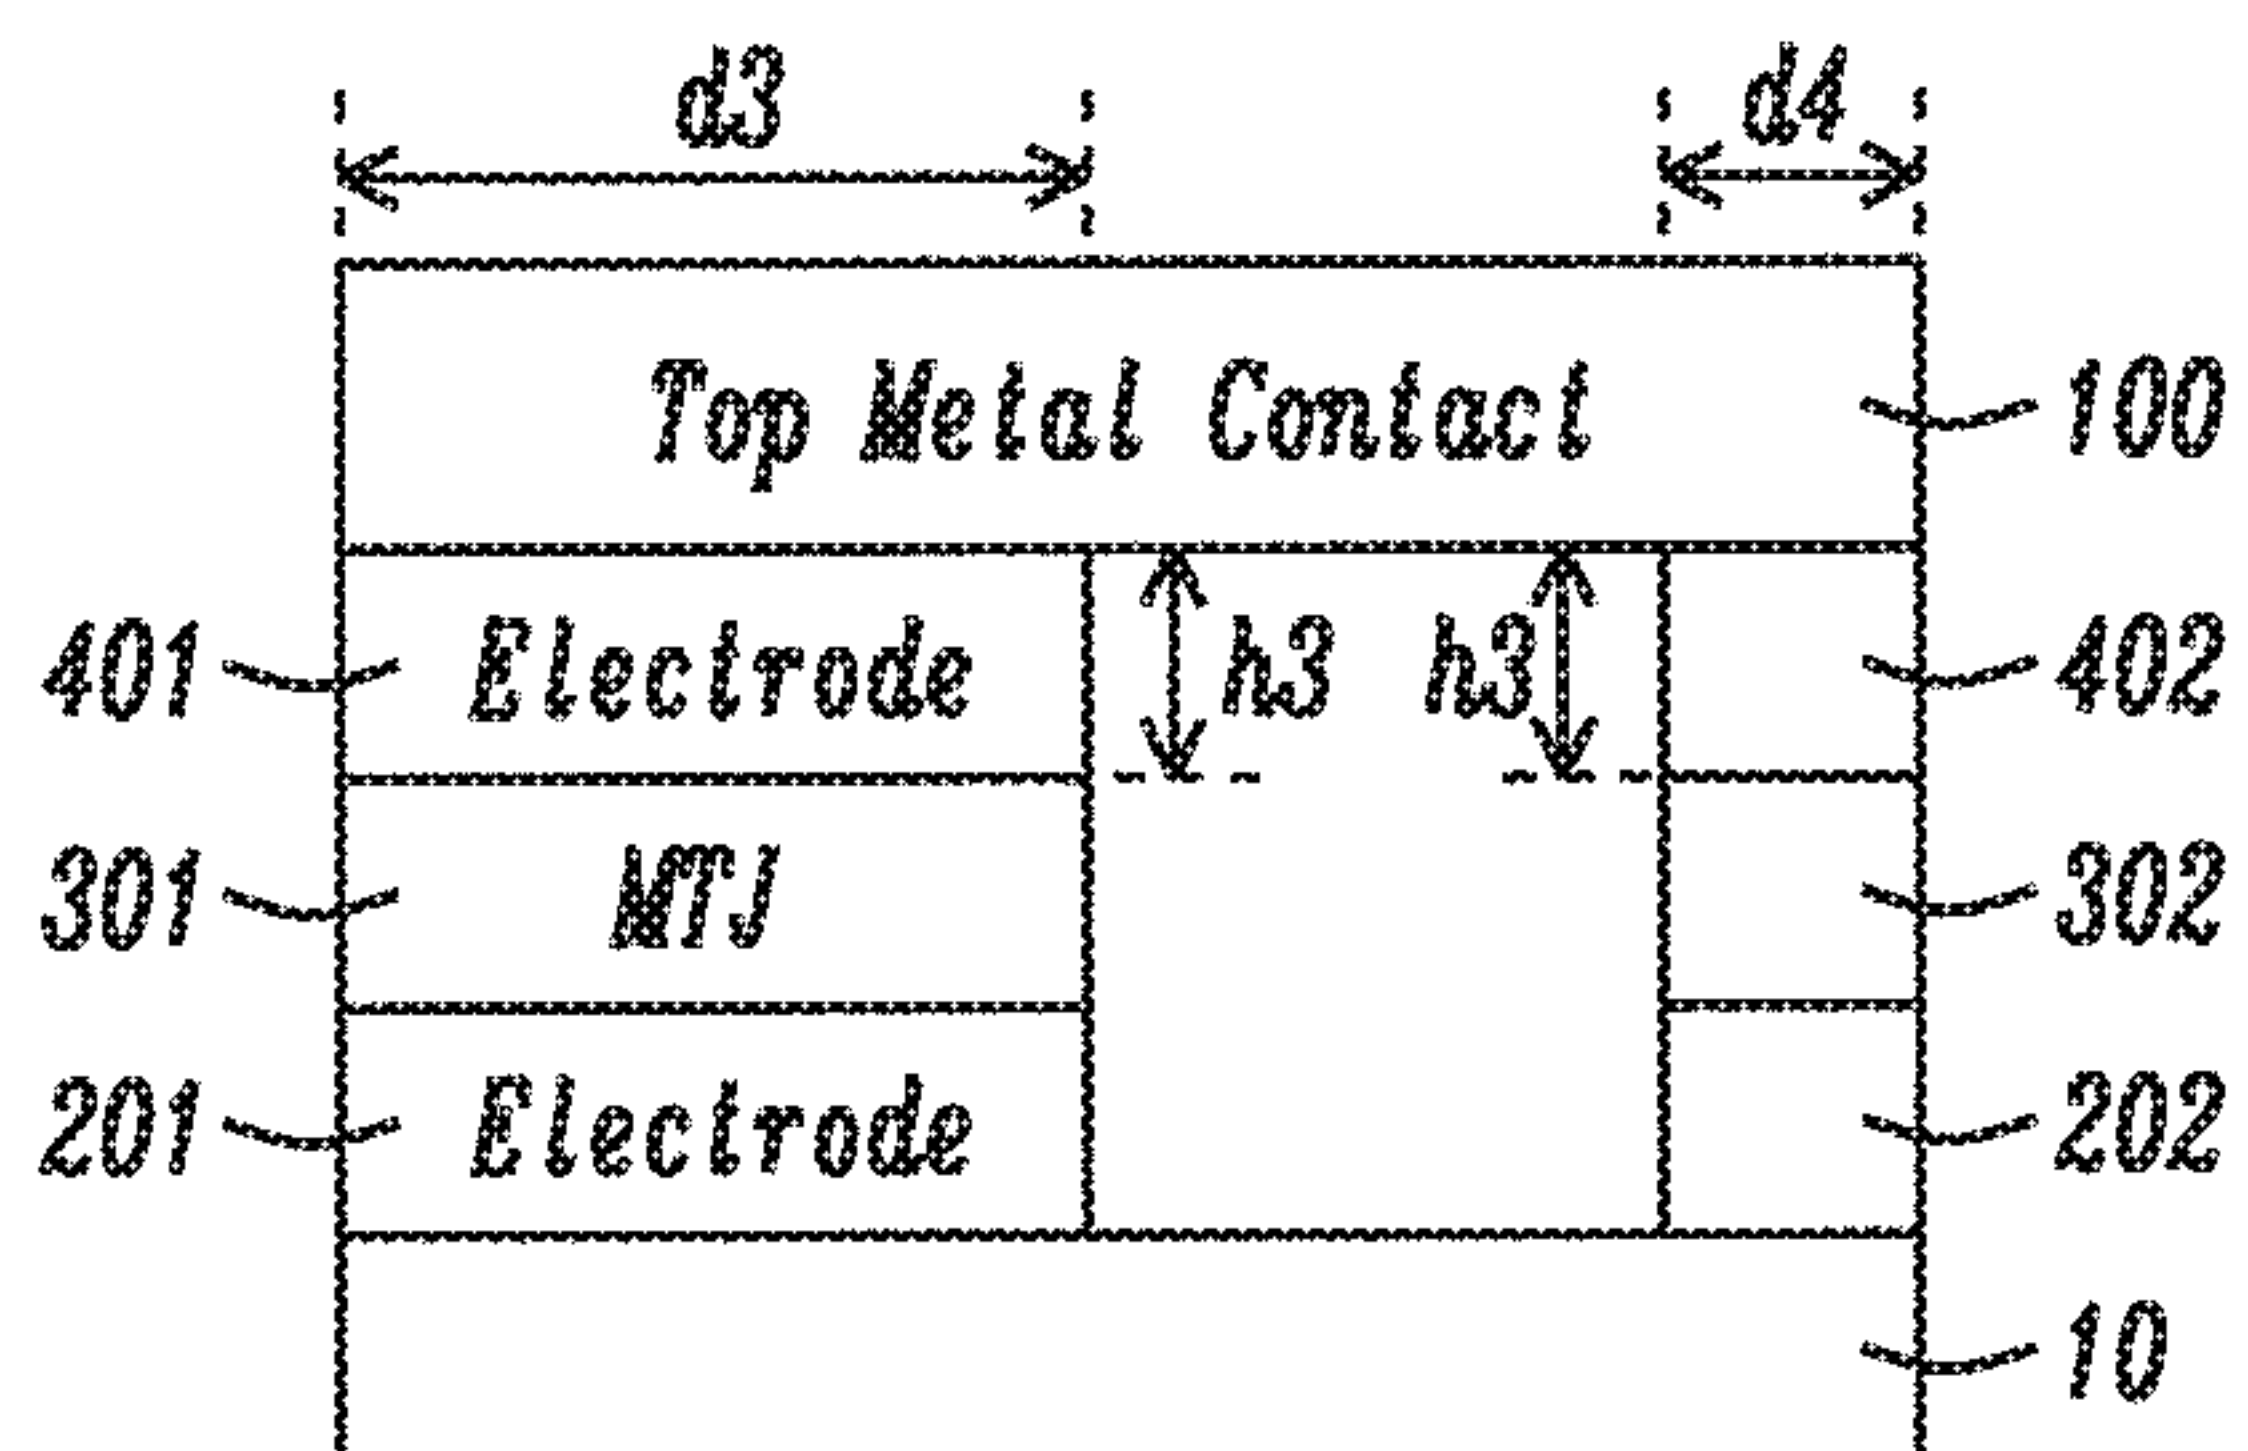 d3 d4
Top Metal Contact 100
401 Electrode h3 h3 402
301 MTJ 302
201 Electrode 202
10